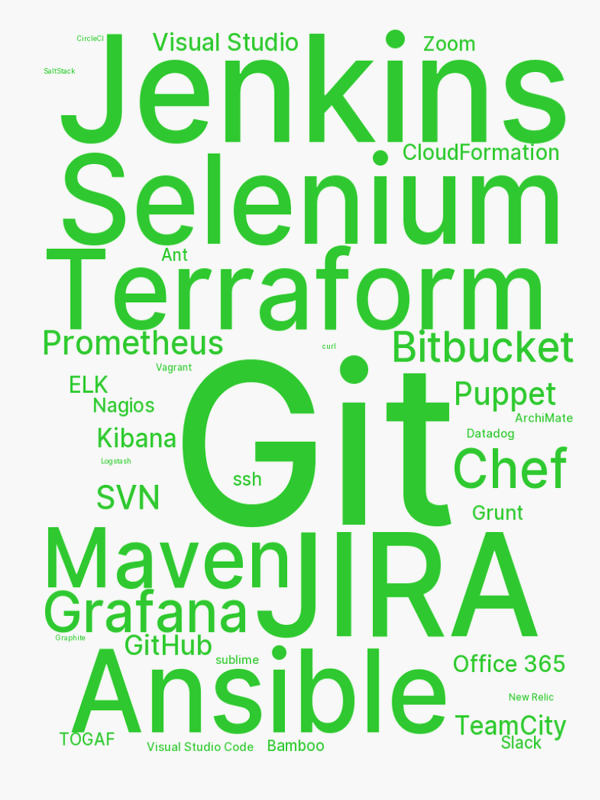 CircleCI
Visual Studio
Zoom
SaltStack
Jenkins
CloudFormation
Selenium
Ant
Terraform
Prometheus
curl
Bitbucket
Vagrant
ELK
Puppet
Nagios
ArchiMate
Datadog
Kibana
Git
Logstash
Chef
ssh
SVN
Grunt
Maven
JIRA
Grafana
Graphite
GitHub
sublime
Office 365
Ansible
New Relic
TeamCity
TOGAF
Slack
Visual Studio Code
Bamboo